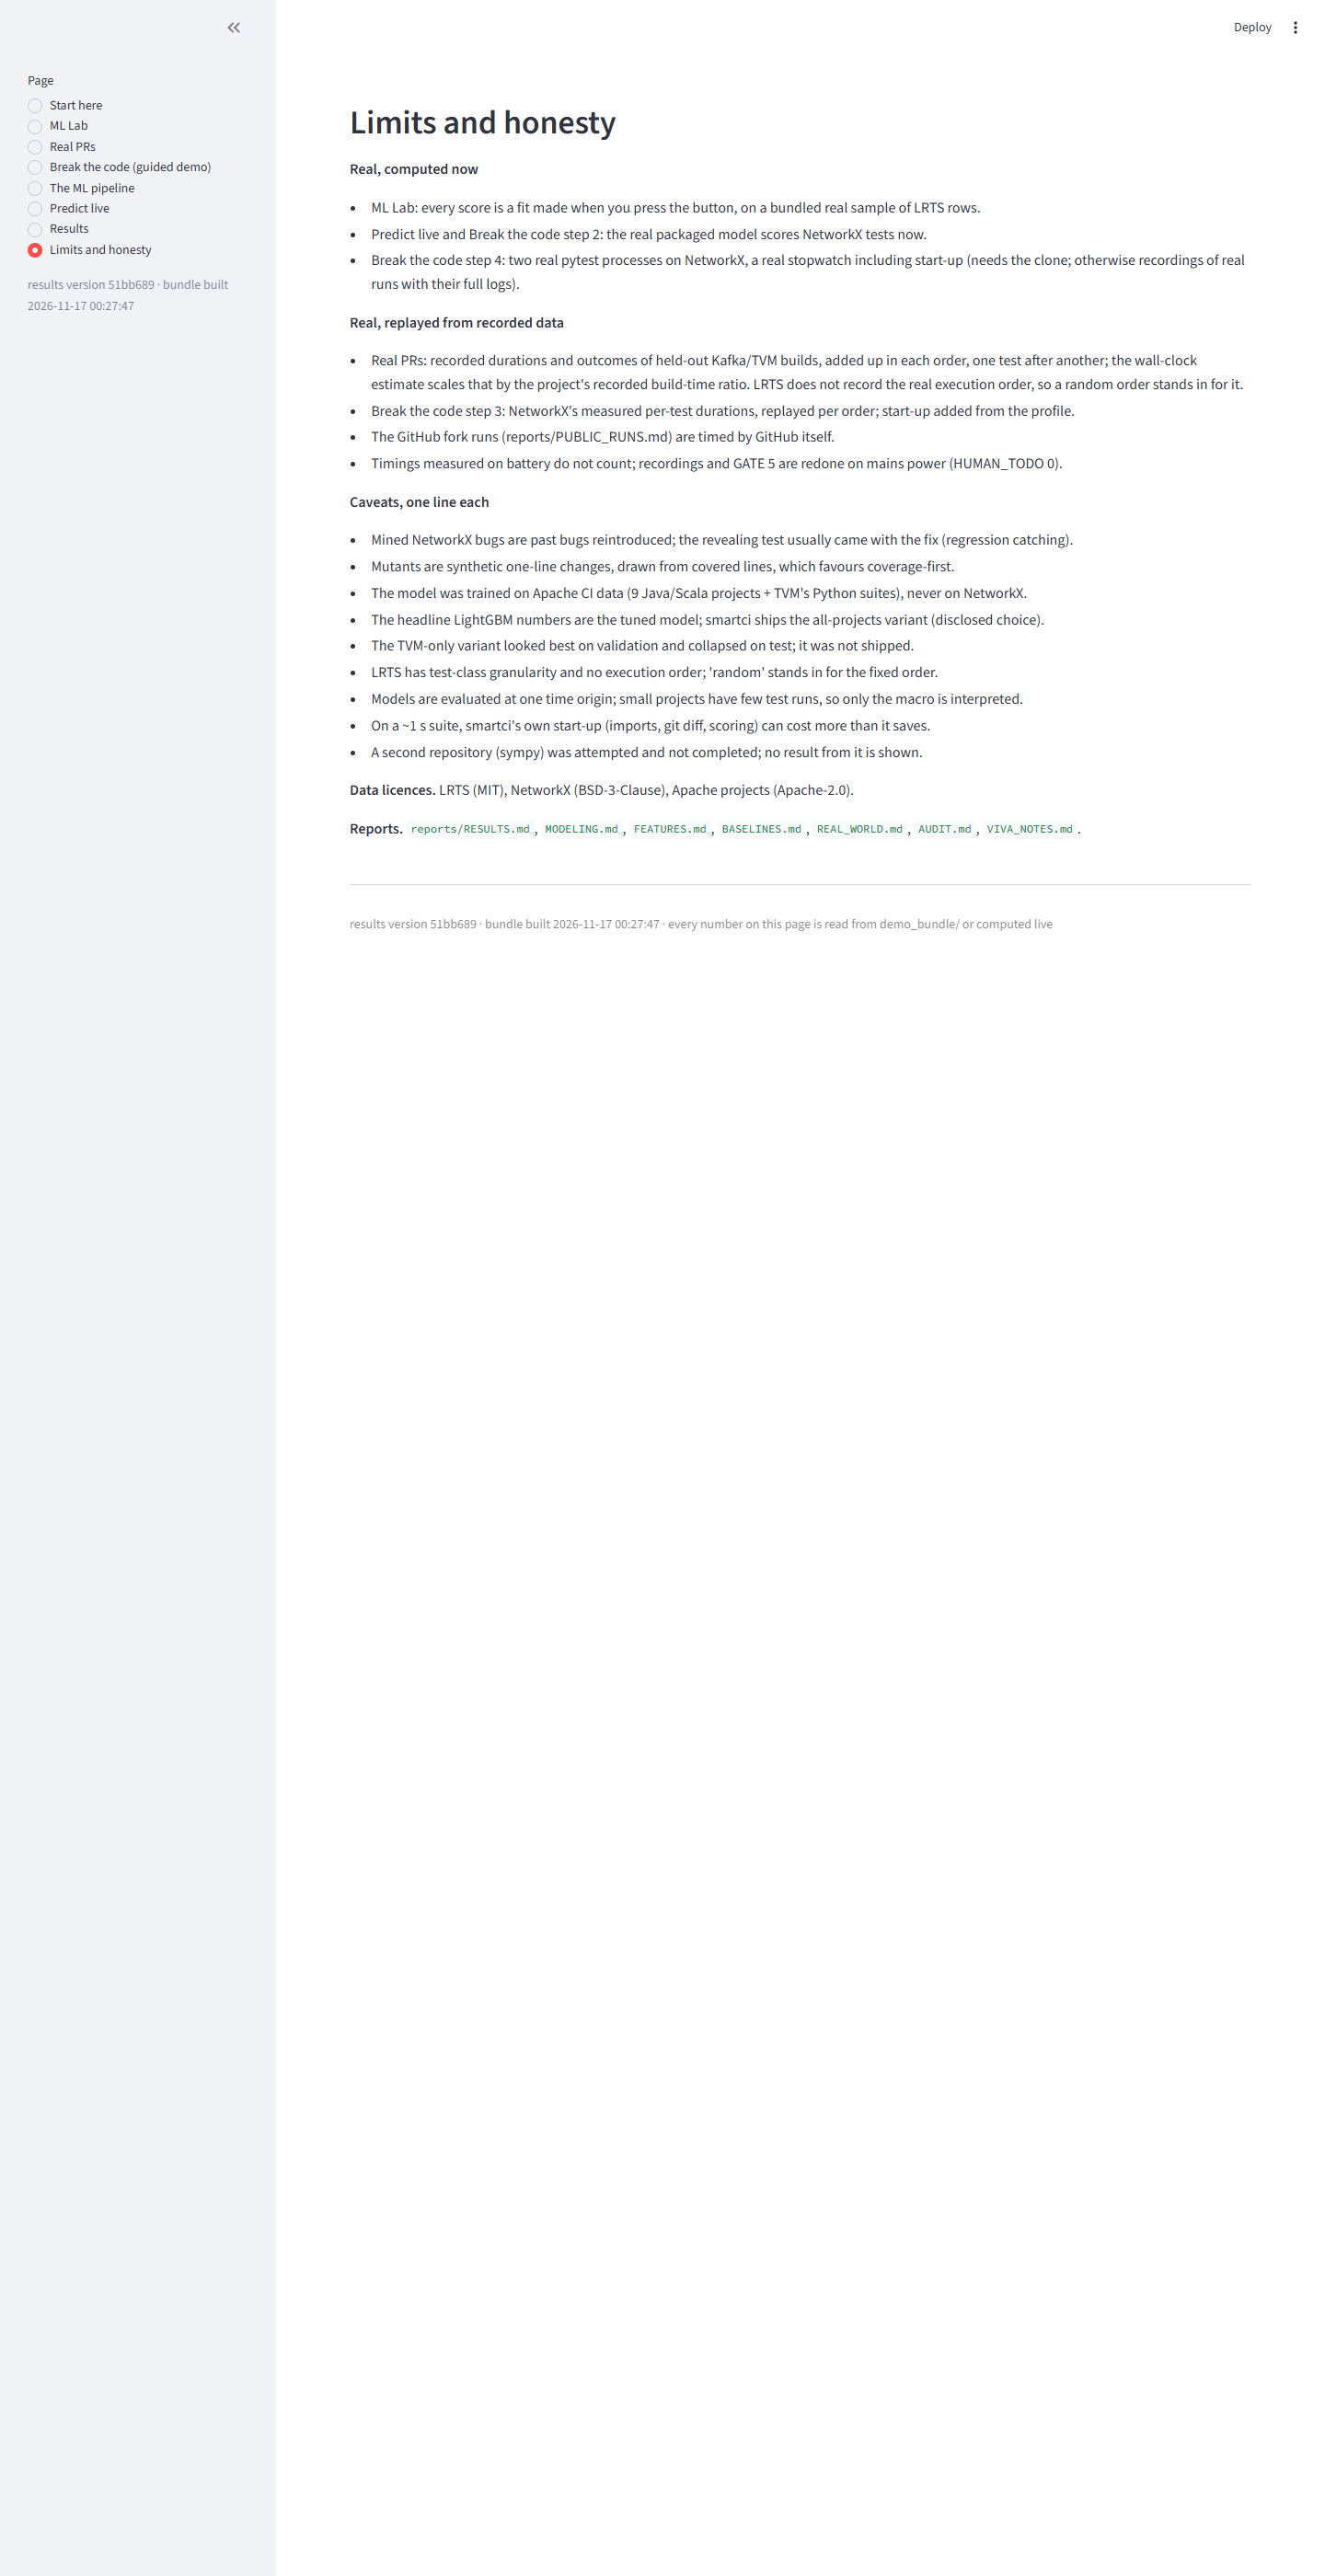 Deploy
Page
Start here
ML Lab
Real PRs
Break the code (guided demo)
The ML pipeline
Predict live
Results
Limits and honesty
results version 51bb689 · bundle built
2026-11-17 00:27:47
Limits and honesty
Real, computed now
• ML Lab: every score is a fit made when you press the button, on a bundled real sample of LRTS rows.
• Predict live and Break the code step 2: the real packaged model scores NetworkX tests now.
• Break the code step 4: two real pytest processes on NetworkX, a real stopwatch including start-up (needs the clone; otherwise recordings of real
runs with their full logs).
Real, replayed from recorded data
• Real PRs: recorded durations and outcomes of held-out Kafka/TVM builds, added up in each order, one test after another; the wall-clock
estimate scales that by the project's recorded build-time ratio. LRTS does not record the real execution order, so a random order stands in for it.
• Break the code step 3: NetworkX's measured per-test durations, replayed per order; start-up added from the profile.
• The GitHub fork runs (reports/PUBLIC_RUNS.md) are timed by GitHub itself.
• Timings measured on battery do not count; recordings and GATE 5 are redone on mains power (HUMAN_TODO 0).
Caveats, one line each
• Mined NetworkX bugs are past bugs reintroduced; the revealing test usually came with the fix (regression catching).
• Mutants are synthetic one-line changes, drawn from covered lines, which favours coverage-first.
• The model was trained on Apache CI data (9 Java/Scala projects + TVM's Python suites), never on NetworkX.
• The headline LightGBM numbers are the tuned model; smartci ships the all-projects variant (disclosed choice).
• The TVM-only variant looked best on validation and collapsed on test; it was not shipped.
• LRTS has test-class granularity and no execution order; 'random' stands in for the fixed order.
• Models are evaluated at one time origin; small projects have few test runs, so only the macro is interpreted.
• On a ~1 s suite, smartci's own start-up (imports, git diff, scoring) can cost more than it saves.
• A second repository (sympy) was attempted and not completed; no result from it is shown.
Data licences. LRTS (MIT), NetworkX (BSD-3-Clause), Apache projects (Apache-2.0).
Reports. reports/RESULTS.md , MODELING.md , FEATURES.md , BASELINES.md , REAL_WORLD.md , AUDIT.md , VIVA_NOTES.md .
results version 51bb689 · bundle built 2026-11-17 00:27:47 · every number on this page is read from demo_bundle/ or computed live